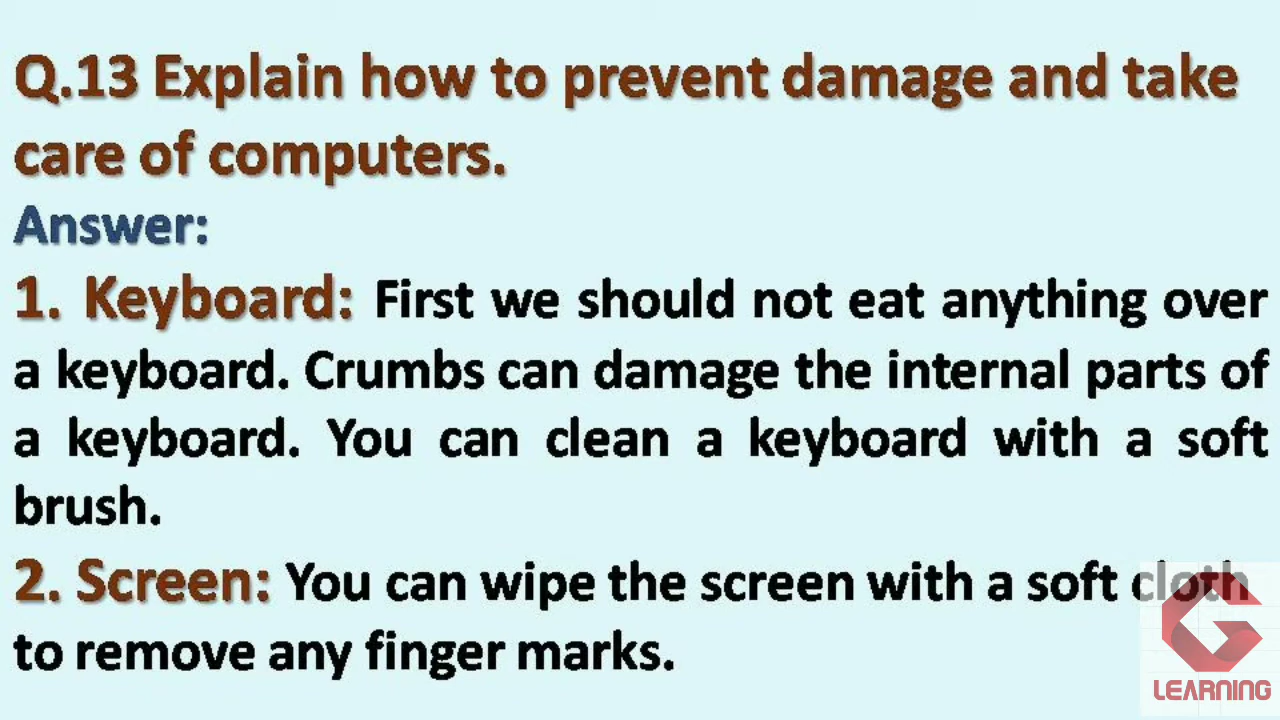 Q.13 Explain how to prevent damage and take
care of computers.
Answer:
1. Keyboard: First we should not eat anything over
a keyboard. Crumbs can damage the internal parts of
a keyboard. You can clean a keyboard with a soft
brush.
2. Screen: You can wipe the screen with a soft cloth
to remove any finger marks.
G
LEARNING